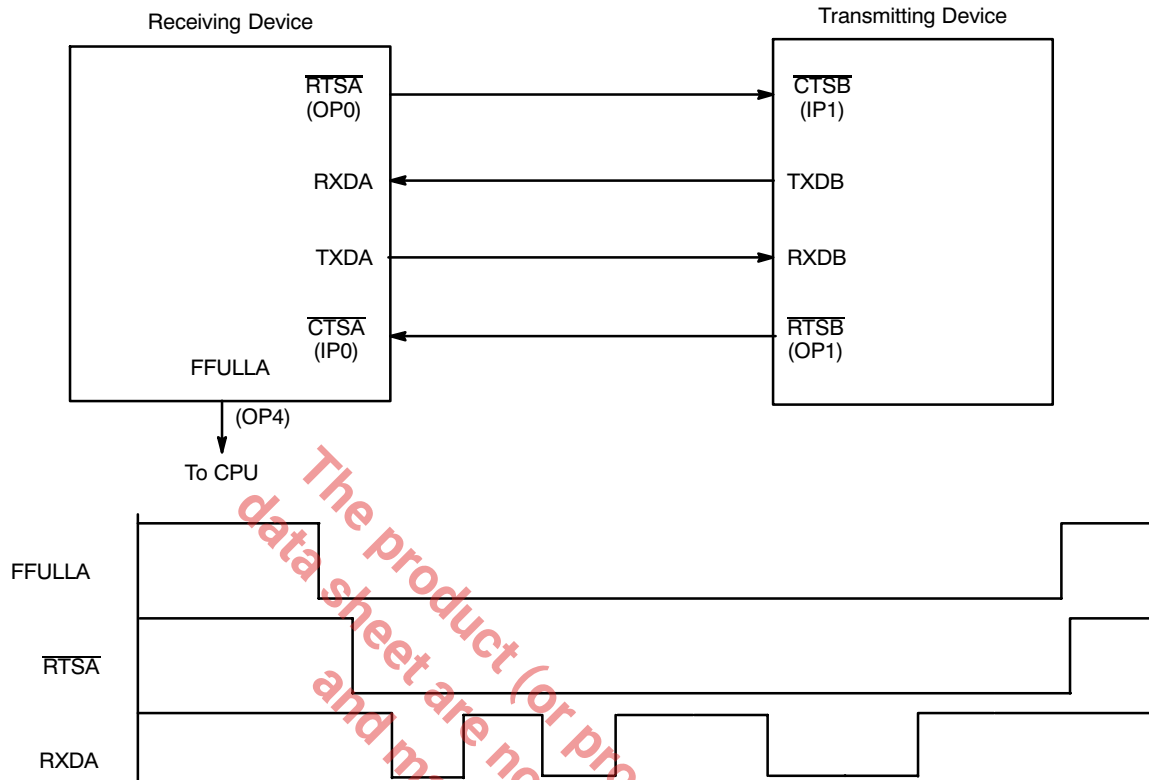 Receiving Device
Transmitting Device
RTSA
(OP0)
CTSB
(IP1)
RXDA
TXDB
TXDA
RXDB
CTSA
(IP0)
RTSB
(OP1)
FFULLA
(OP4)
To CPU
The product (or pro
data sheet are no
and m
FFULLA
RTSA
RXDA